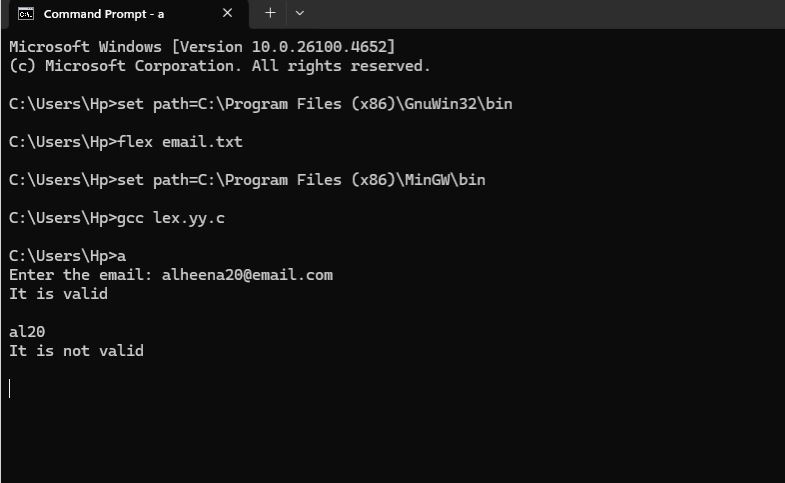 Command Prompt - a
Microsoft Windows [Version 10.0.26100.4652]
(c) Microsoft Corporation. All rights reserved.
C:\Users\Hp>set path=C:\Program Files (x86)\GnuWin32\bin
C:\Users\Hp>flex email.txt
C:\Users\Hp>set path=C:\Program Files (x86)\MinGW\bin
C:\Users\Hp>gcc lex.yy.c
C:\Users\Hp>a
Enter the email: alheena20@email.com
It is valid
al20
It is not valid